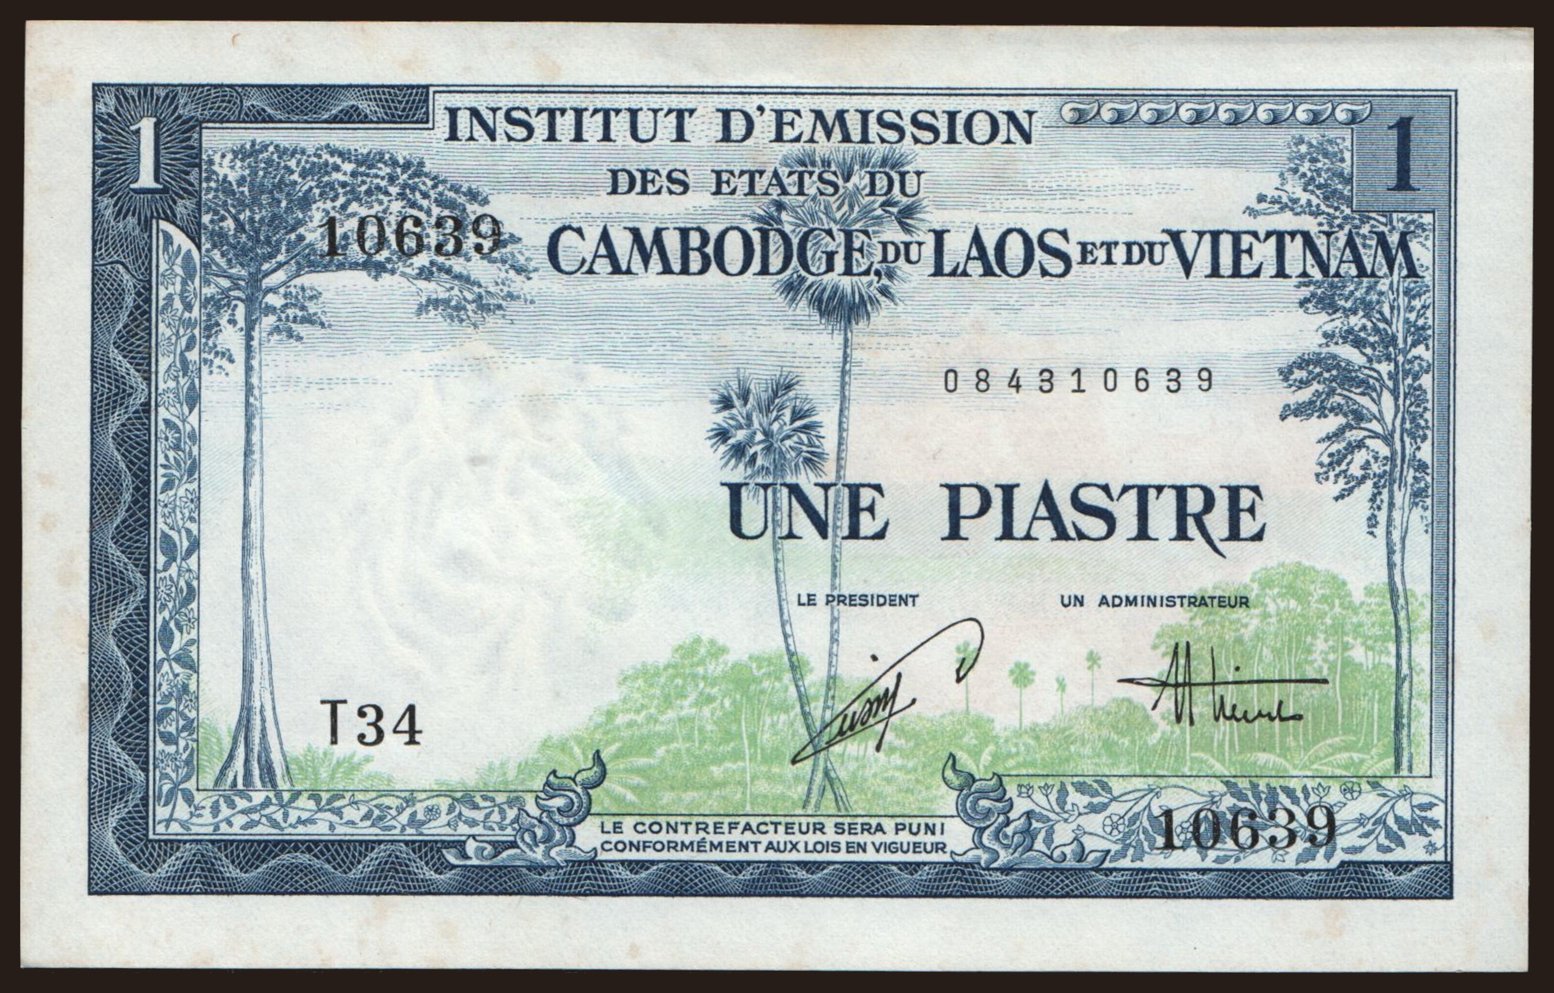 1
INSTITUT D'EMISSION
1
DES ETATS DU
10639
CAMBODGE, DU LAOS ET DU VIETNAM
084310639
UNE PIASTRE
LE PRESIDENT
UN ADMINISTRATEUR
T34
LE CONTREFACTEUR SERA PUNI
CONFORMÉMENT AUX LOIS EN VIGUEUR
10639